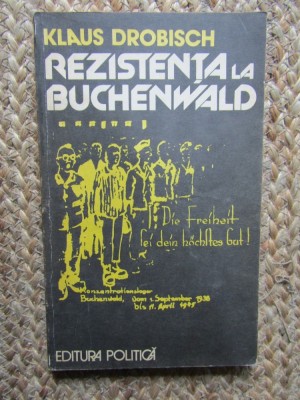 KLAUS DROBISCH
REZISTENȚA LA
BUCHENWALD
Die Freiheit
sei dein höchstes Gut!
Konzentrationslager
Buchenwald, vom 1. September 1938
bis 11. April 1945
EDITURA POLITICĂ